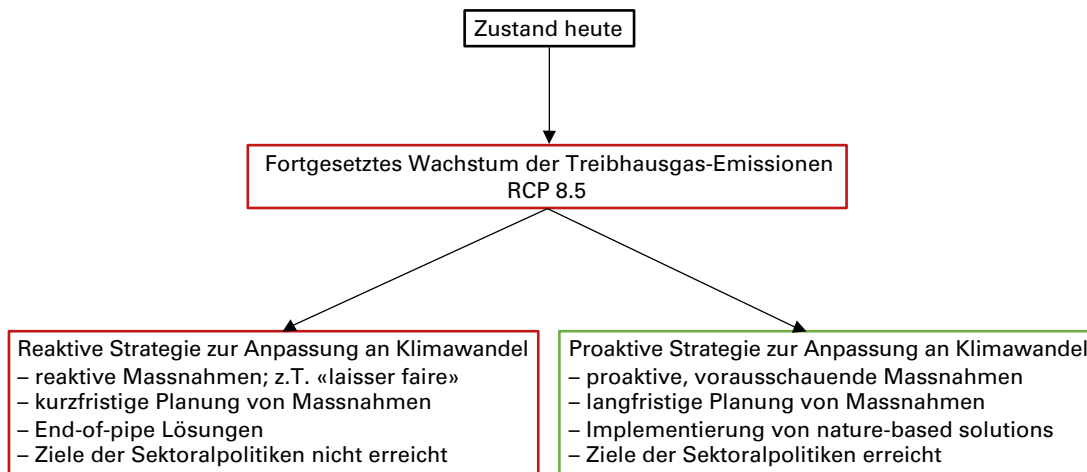 Zustand heute
Fortgesetztes Wachstum der Treibhausgas-Emissionen
RCP 8.5
Reaktive Strategie zur Anpassung an Klimawandel
– reaktive Massnahmen; z.T. «laisser faire»
– kurzfristige Planung von Massnahmen
– End-of-pipe Lösungen
– Ziele der Sektoralpolitiken nicht erreicht
Proaktive Strategie zur Anpassung an Klimawandel
– proaktive, vorausschauende Massnahmen
– langfristige Planung von Massnahmen
– Implementierung von nature-based solutions
– Ziele der Sektoralpolitiken erreicht